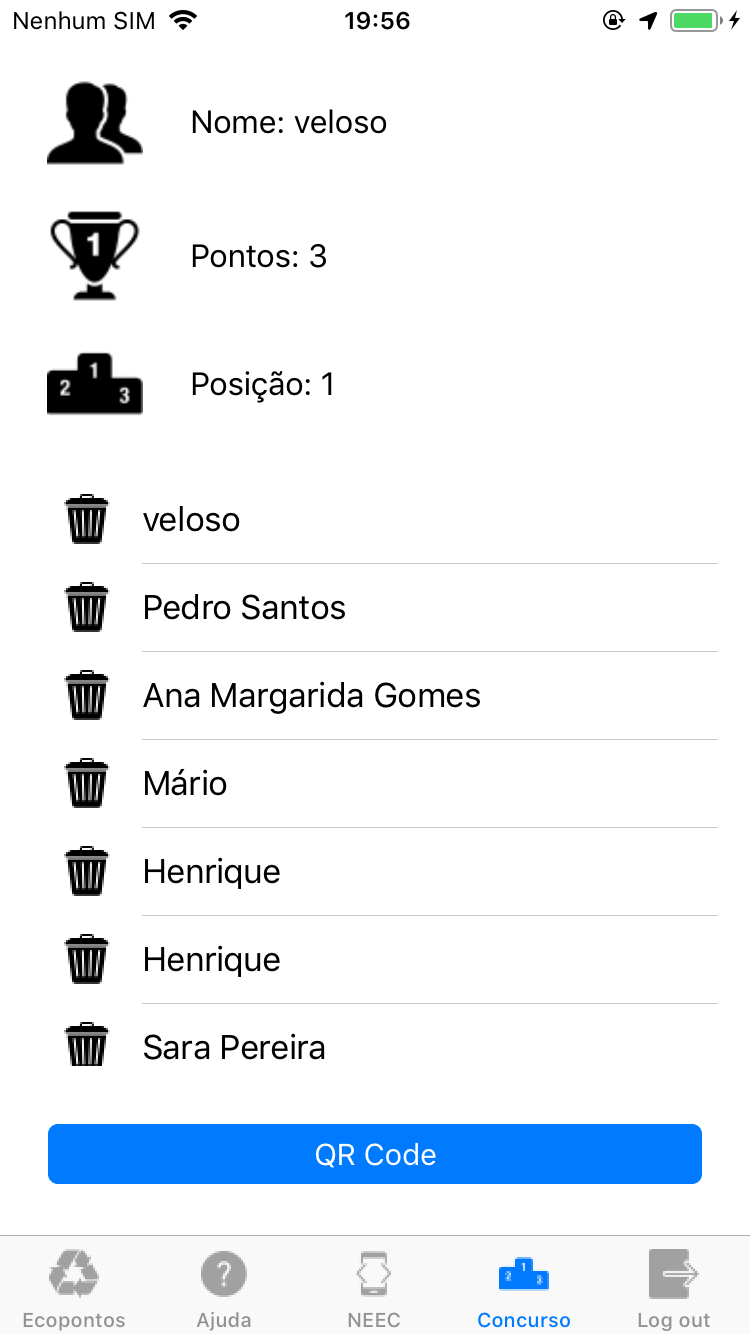 Nenhum SIM 19:56
Nome: veloso
1
Pontos: 3
1
2 3
Posição: 1
veloso
Pedro Santos
Ana Margarida Gomes
Mário
Henrique
Henrique
Sara Pereira
QR Code
?
1
2 3
Ecopontos Ajuda NEEC Concurso Log out